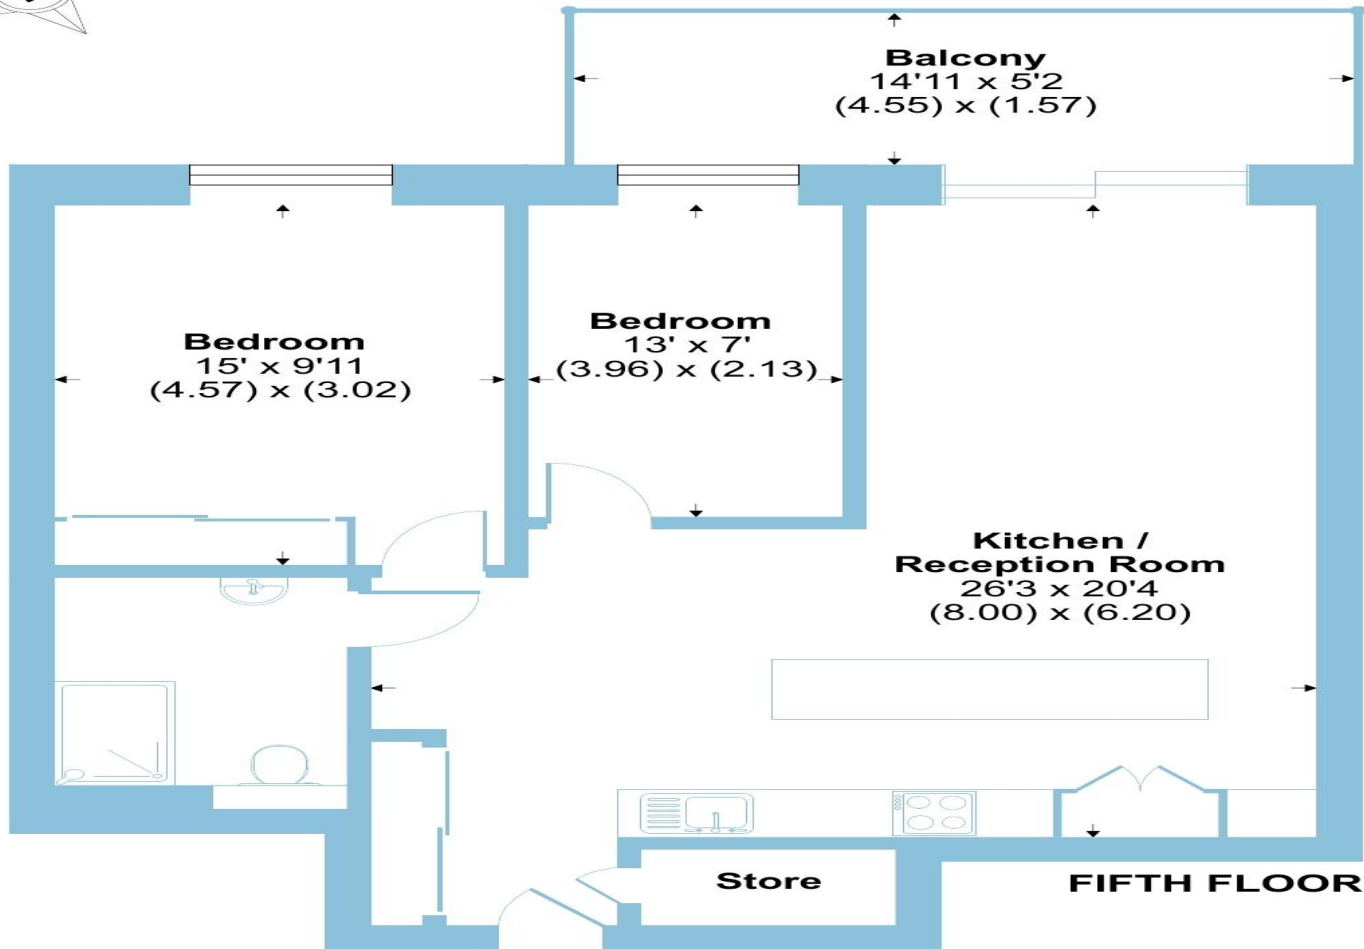 Balcony
14'11 x 5'2
(4.55) x (1.57)
Bedroom
15' x 9'11
(4.57) x (3.02)
Bedroom
13' x 7'
(3.96) x (2.13)
Kitchen /
Reception Room
26'3 x 20'4
(8.00) x (6.20)
Store
FIFTH FLOOR